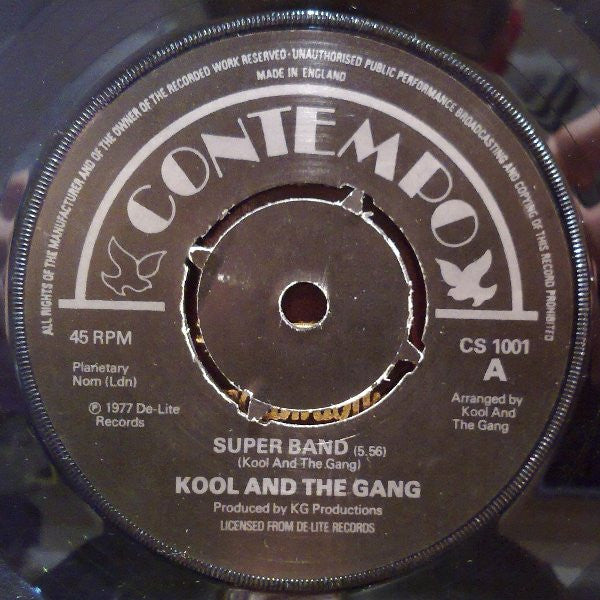 ALL RIGHTS OF THE MANUFACTURER AND OF THE OWNER OF THE RECORDED WORK RESERVED · UNAUTHORISED PUBLIC PERFORMANCE BROADCASTING AND COPYING OF THIS RECORD PROHIBITED
MADE IN ENGLAND
CONTEMPO
45 RPM
CS 1001
A
Planetary
Nom (Ldn)
Arranged by
Kool And
The Gang
℗ 1977 De-Lite
Records
SUPER BAND (5.56)
(Kool And The Gang)
KOOL AND THE GANG
Produced by KG Productions
LICENSED FROM DE-LITE RECORDS